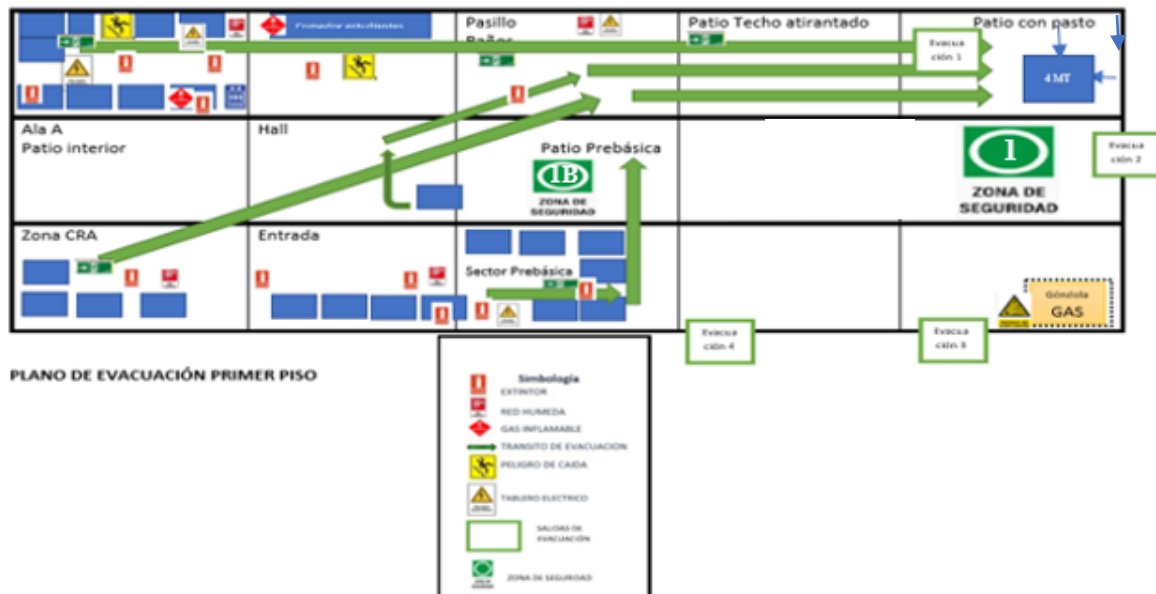 Comedor estudiantes
Pasillo
Baños
Patio Techo atirantado
Patio con pasto
Evacua
ción 1
4 MT
Ala A
Patio interior
Hall
Patio Prebásica
1B
ZONA DE
SEGURIDAD
1
ZONA DE
SEGURIDAD
Evacua
ción 2
Zona CRA
Entrada
Sector Prebásica
Góndola
GAS
Evacua
ción 4
Evacua
ción 3
PLANO DE EVACUACIÓN PRIMER PISO
Simbología
EXTINTOR
RED HUMEDA
GAS INFLAMABLE
TRANSITO DE EVACUACION
PELIGRO DE CAIDA
TABLERO ELECTRICO
SALIDAS DE
EVACUACIÓN
ZONA DE SEGURIDAD